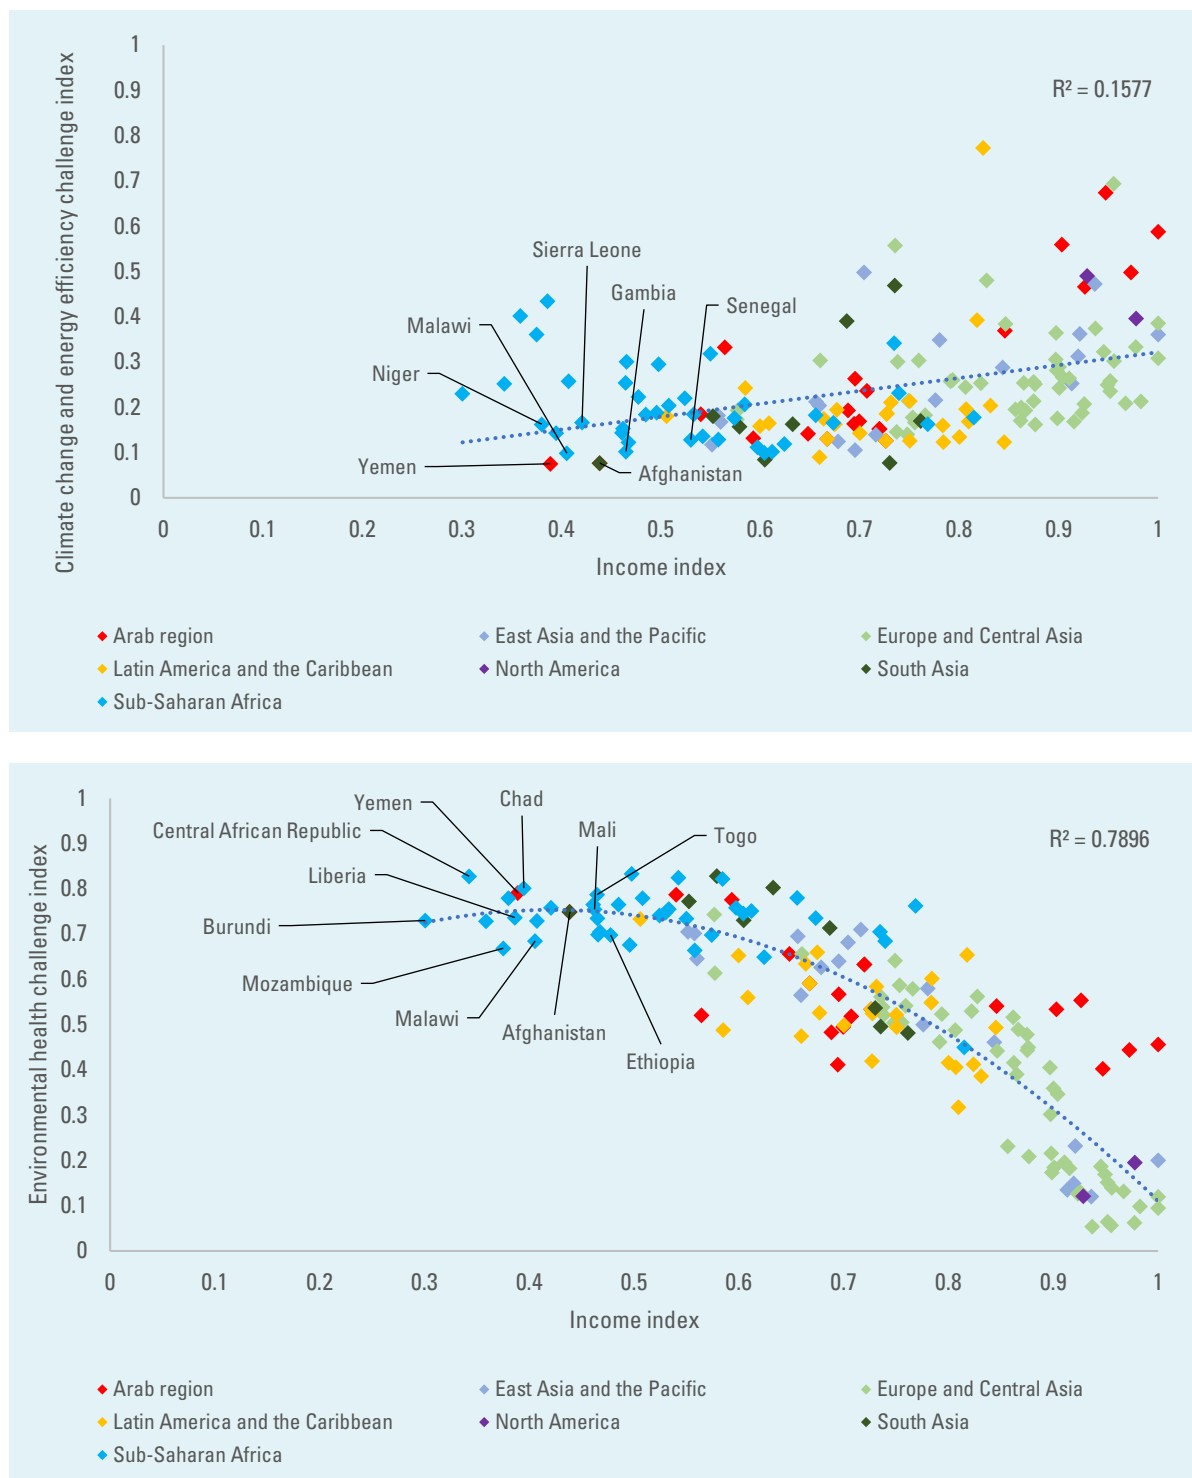 Climate change and energy efficiency challenge index
1
0.9
0.8
0.7
0.6
0.5
0.4
0.3
0.2
0.1
0
R² = 0.1577
Sierra Leone
Gambia
Senegal
Malawi
Niger
Yemen
Afghanistan
0 0.1 0.2 0.3 0.4 0.5 0.6 0.7 0.8 0.9 1
Income index
Arab region East Asia and the Pacific Europe and Central Asia
Latin America and the Caribbean North America South Asia
Sub-Saharan Africa
Environmental health challenge index
1
0.9
0.8
0.7
0.6
0.5
0.4
0.3
0.2
0.1
0
R² = 0.7896
Yemen
Chad
Central African Republic
Mali
Togo
Liberia
Burundi
Mozambique
Malawi
Afghanistan
Ethiopia
0 0.1 0.2 0.3 0.4 0.5 0.6 0.7 0.8 0.9 1
Income index
Arab region East Asia and the Pacific Europe and Central Asia
Latin America and the Caribbean North America South Asia
Sub-Saharan Africa